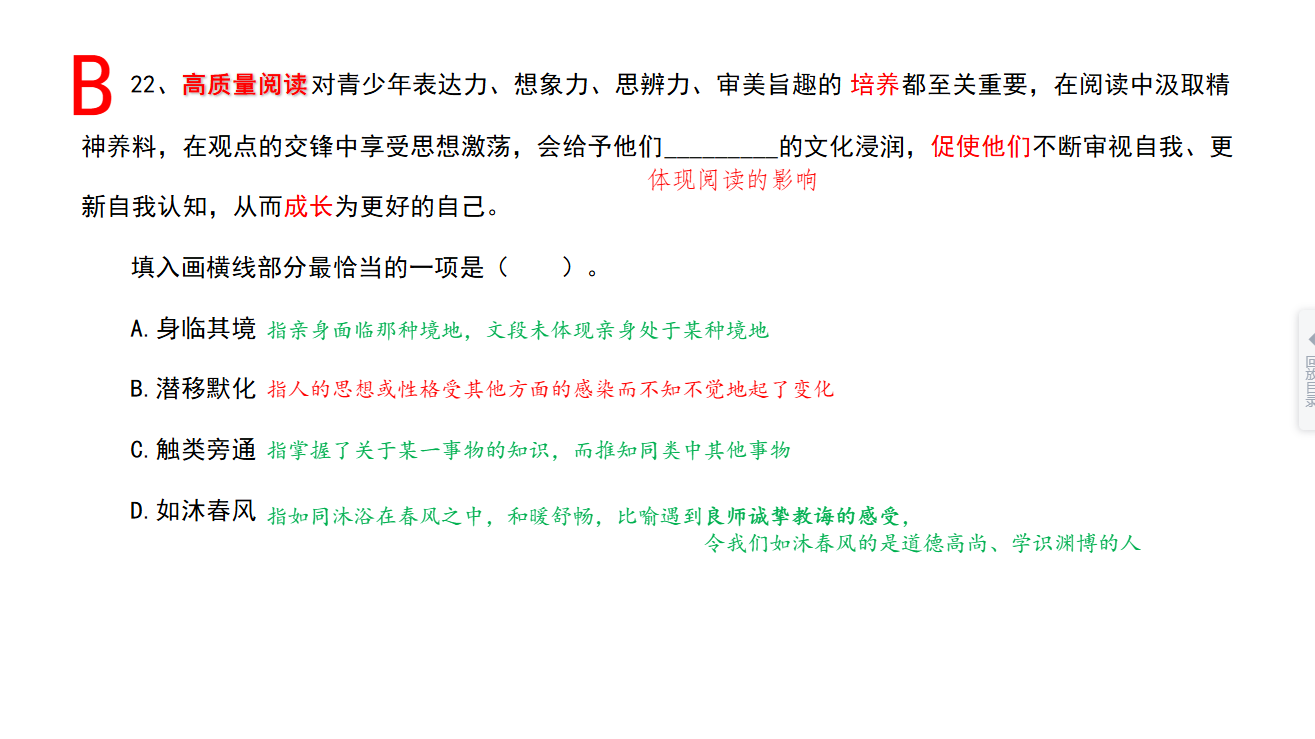 B
22、高质量阅读对青少年表达力、想象力、思辨力、审美旨趣的 培养都至关重要，在阅读中汲取精
神养料，在观点的交锋中享受思想激荡，会给予他们_________的文化浸润，促使他们不断审视自我、更
体现阅读的影响
新自我认知，从而成长为更好的自己。
填入画横线部分最恰当的一项是（　　）。
A. 身临其境 指亲身面临那种境地，文段未体现亲身处于某种境地
B. 潜移默化 指人的思想或性格受其他方面的感染而不知不觉地起了变化
C. 触类旁通 指掌握了关于某一事物的知识，而推知同类中其他事物
D. 如沐春风 指如同沐浴在春风之中，和暖舒畅，比喻遇到良师诚挚教诲的感受，
令我们如沐春风的是道德高尚、学识渊博的人
回放目录